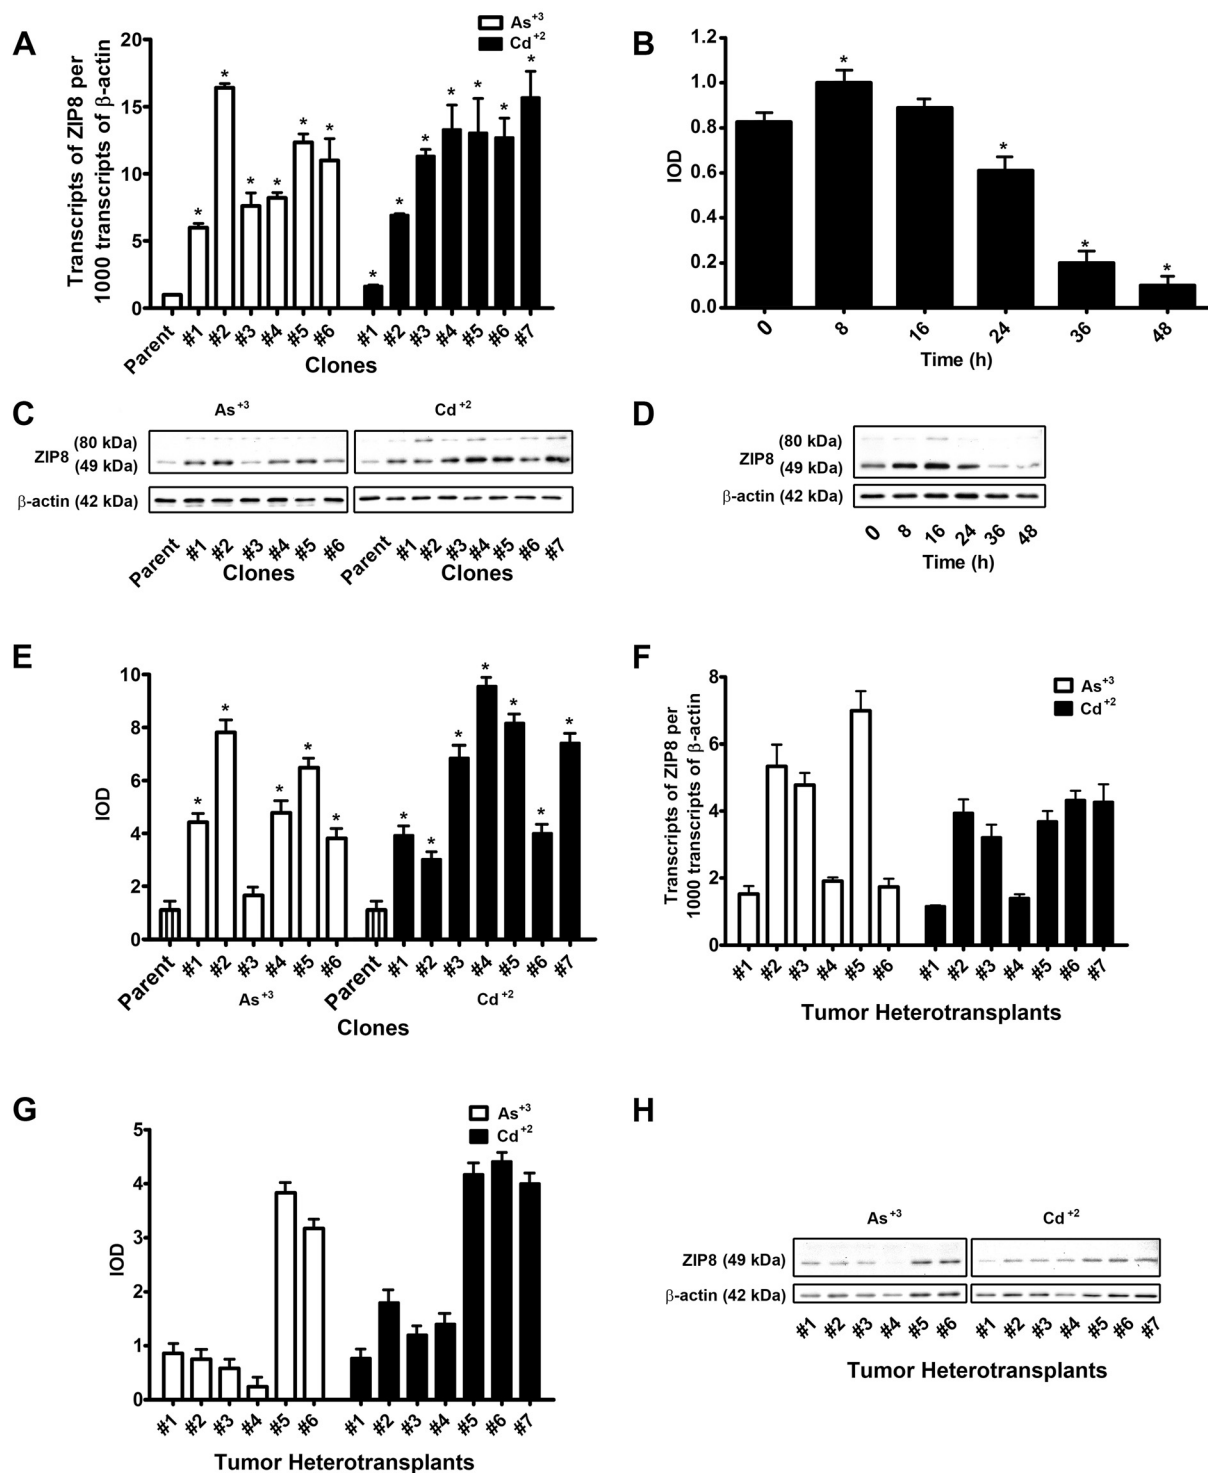 A
As+3
Cd+2
Transcripts of ZIP8 per
1000 transcripts of β-actin
20
15
10
5
0
* * * * * * * * * * * * *
Parent #1 #2 #3 #4 #5 #6 #1 #2 #3 #4 #5 #6 #7
Clones
B
IOD
1.2
1.0
0.8
0.6
0.4
0.2
0.0
* * * *
0 8 16 24 36 48
Time (h)
C
As+3 Cd+2
ZIP8
(80 kDa)
(49 kDa)
β-actin (42 kDa)
Parent #1 #2 #3 #4 #5 #6 Parent #1 #2 #3 #4 #5 #6 #7
Clones Clones
D
ZIP8
(80 kDa)
(49 kDa)
β-actin (42 kDa)
0 8 16 24 36 48
Time (h)
E
IOD
10
8
6
4
2
0
* * * * * * * * * * * *
Parent #1 #2 #3 #4 #5 #6 Parent #1 #2 #3 #4 #5 #6 #7
As+3 Cd+2
Clones
F
As+3
Cd+2
Transcripts of ZIP8 per
1000 transcripts of β-actin
8
6
4
2
0
#1 #2 #3 #4 #5 #6 #1 #2 #3 #4 #5 #6 #7
Tumor Heterotransplants
G
As+3
Cd+2
IOD
5
4
3
2
1
0
#1 #2 #3 #4 #5 #6 #1 #2 #3 #4 #5 #6 #7
Tumor Heterotransplants
H
As+3 Cd+2
ZIP8 (49 kDa)
β-actin (42 kDa)
#1 #2 #3 #4 #5 #6 #1 #2 #3 #4 #5 #6 #7
Tumor Heterotransplants